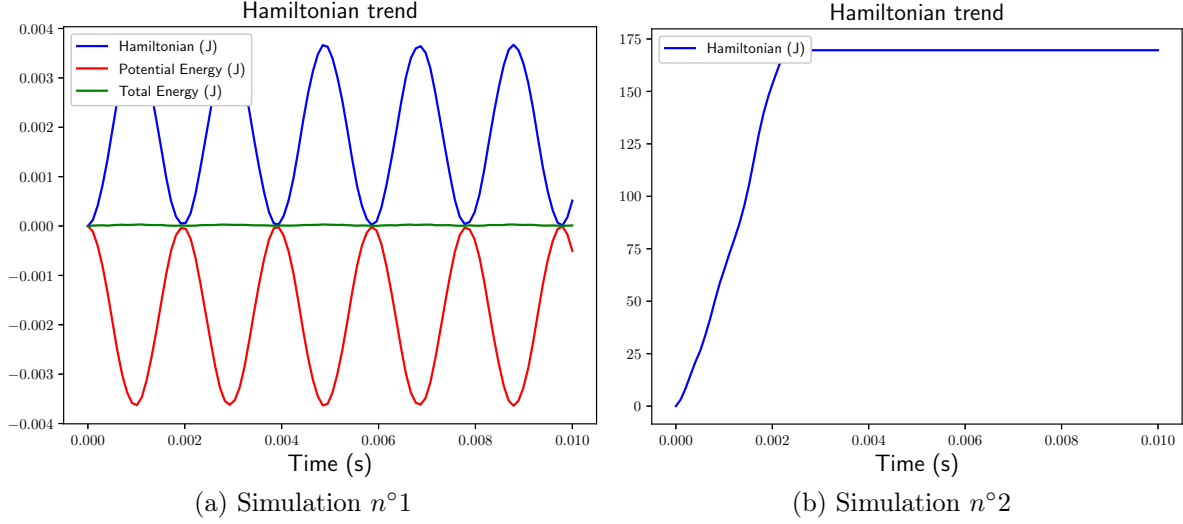 Hamiltonian trend
Hamiltonian (J)
Potential Energy (J)
Total Energy (J)
0.004
0.003
0.002
0.001
0.000
−0.001
−0.002
−0.003
−0.004
0.000 0.002 0.004 0.006 0.008 0.010
Time (s)
(a) Simulation n°1
Hamiltonian trend
Hamiltonian (J)
175
150
125
100
75
50
25
0
0.000 0.002 0.004 0.006 0.008 0.010
Time (s)
(b) Simulation n°2